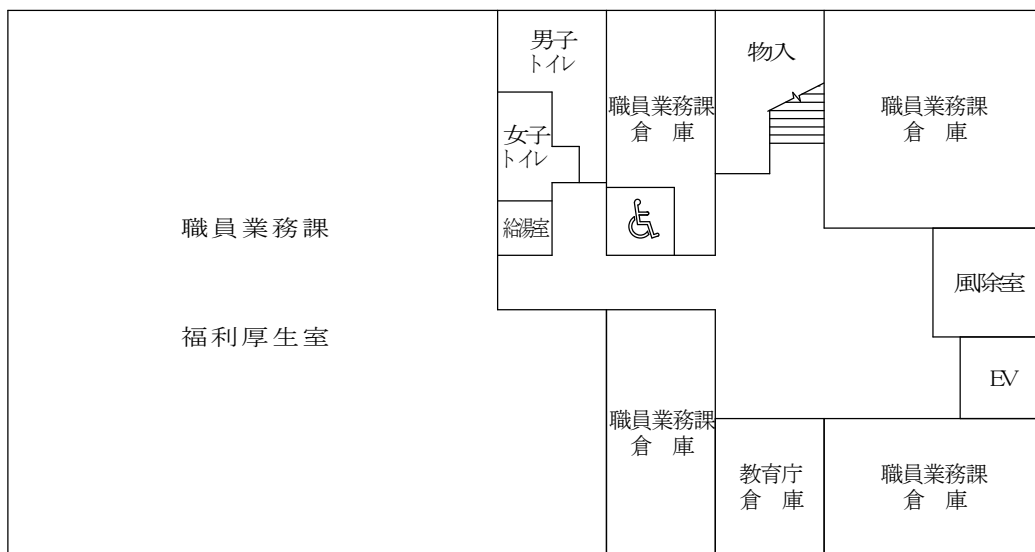 男子
トイレ
物入
職員業務課
倉 庫
職員業務課
倉 庫
女子
トイレ
給湯室
職員業務課
福利厚生室
風除室
EV
職員業務課
倉 庫
教育庁
倉 庫
職員業務課
倉 庫